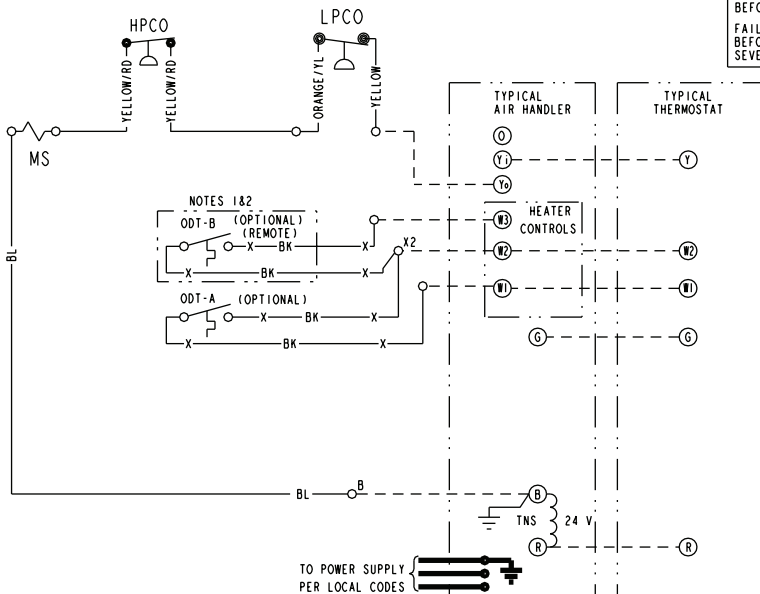 BEFO
FAIL
BEFO
SEVE
HPCO
LPCO
YELLOW/RD
YELLOW/RD
ORANGE/YL
YELLOW
MS
TYPICAL
AIR HANDLER
TYPICAL
THERMOSTAT
O
Yi
Y
Yo
NOTES 1&2
ODT-B
(OPTIONAL)
(REMOTE)
X
BK
X
X
BK
X
X2
W3
HEATER
CONTROLS
W2
W2
W1
W1
BL
ODT-A
(OPTIONAL)
X
BK
X
X
BK
X
G
G
BL
B
B
TNS
24 V
R
R
TO POWER SUPPLY
PER LOCAL CODES